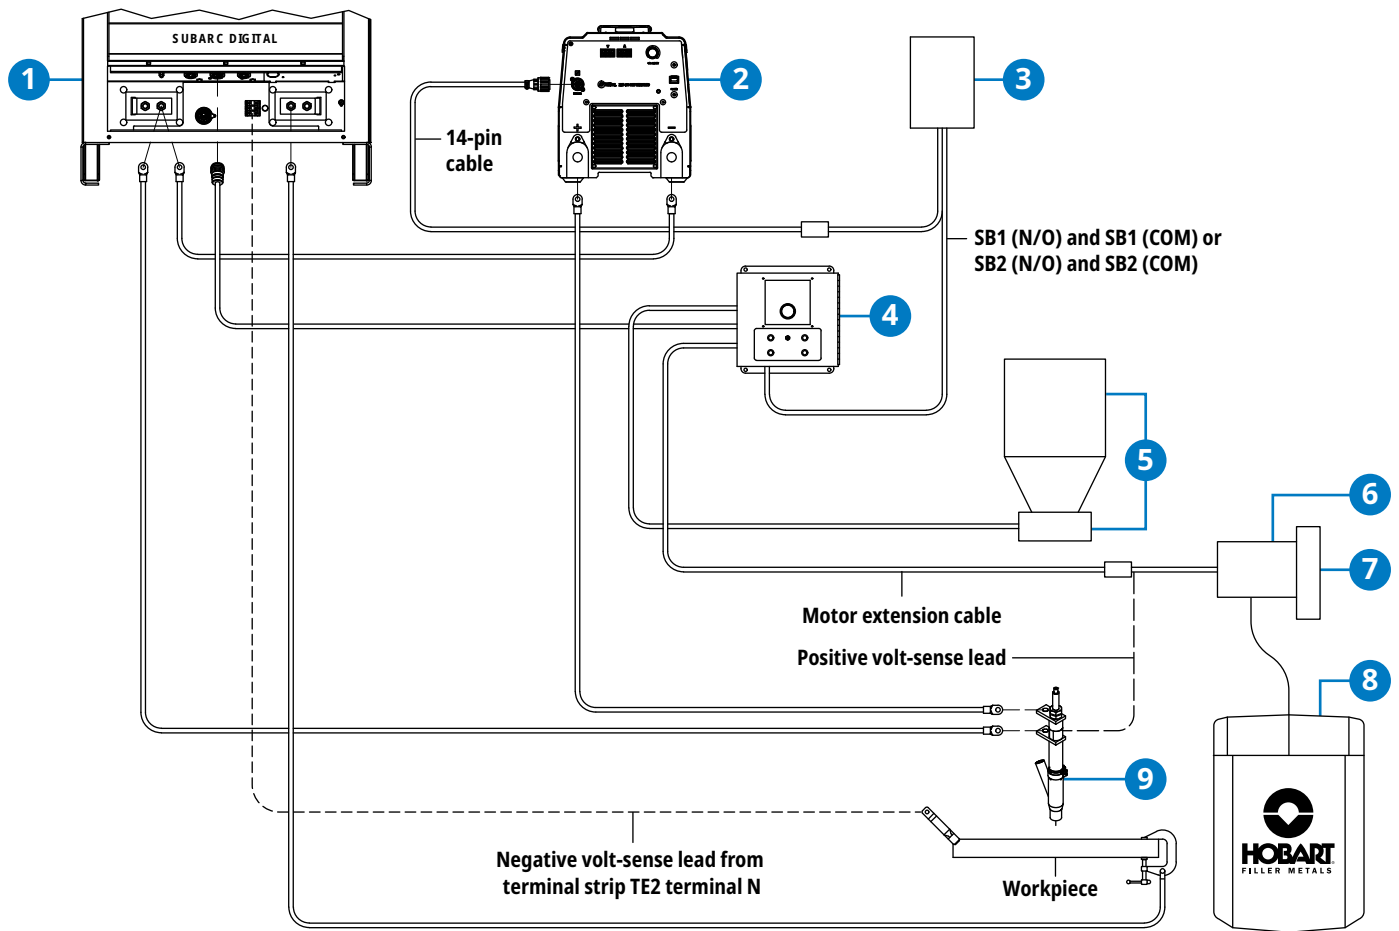 SUBARC DIGITAL
1
2
3
14-pin
cable
SB1 (N/O) and SB1 (COM) or
SB2 (N/O) and SB2 (COM)
4
5
6
7
Motor extension cable
Positive volt-sense lead
8
9
Negative volt-sense lead from
terminal strip TE2 terminal N
Workpiece
HOBART
FILLER METALS